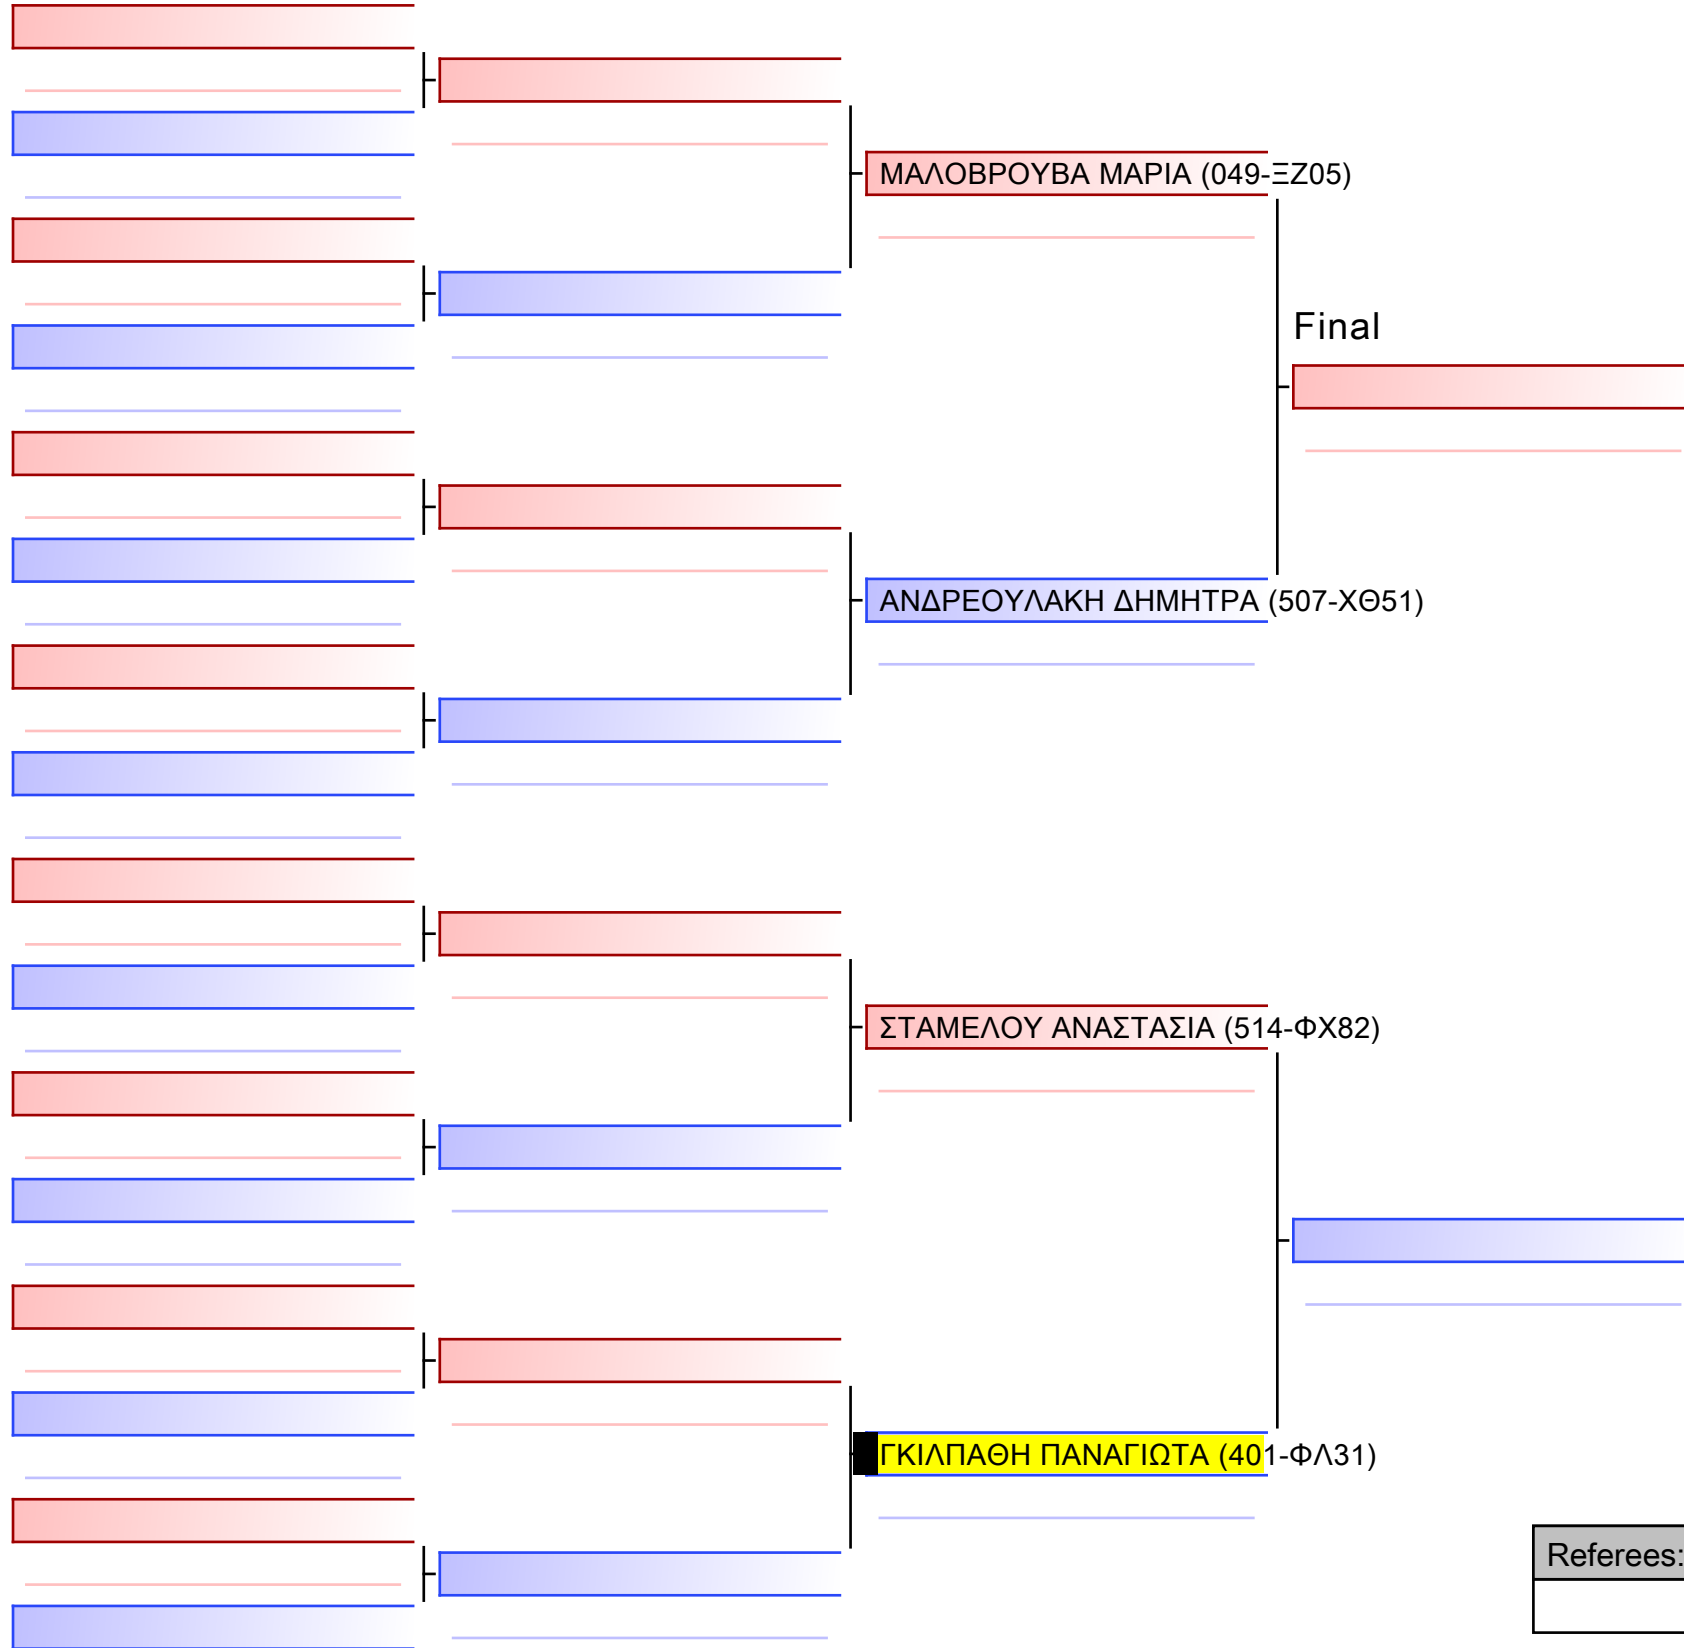 ΜΑΛΟΒΡΟΥΒΑ ΜΑΡΙΑ (049-ΞΖ05)
Final
ΑΝΔΡΕΟΥΛΑΚΗ ΔΗΜΗΤΡΑ (507-ΧΘ51)
ΣΤΑΜΕΛΟΥ ΑΝΑΣΤΑΣΙΑ (514-ΦΧ82)
ΓΚΙΛΠΑΘΗ ΠΑΝΑΓΙΩΤΑ (401-ΦΛ31)
Referees: